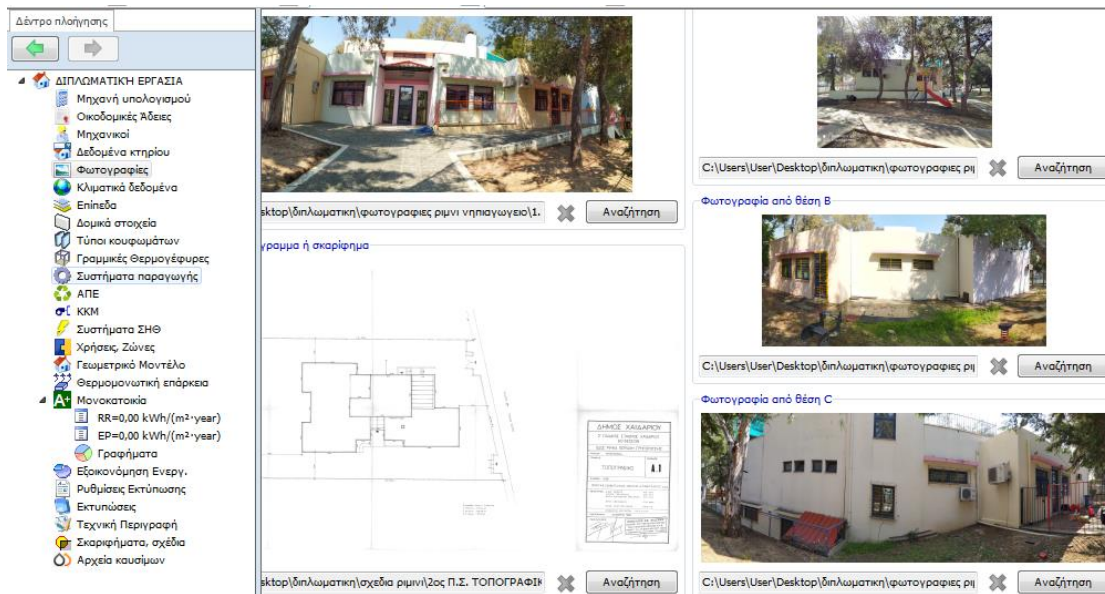 Δέντρο πλοήγησης
ΔΙΠΛΩΜΑΤΙΚΗ ΕΡΓΑΣΙΑ
Μηχανή υπολογισμού
Οικοδομικές Άδειες
Μηχανικοί
Δεδομένα κτηρίου
Φωτογραφίες
Κλιματικά δεδομένα
Επίπεδα
Δομικά στοιχεία
Τύποι κουφωμάτων
Γραμμικές Θερμογέφυρες
Συστήματα παραγωγής
ΑΠΕ
ΚΚΜ
Συστήματα ΣΗΘ
Χρήσεις, Ζώνες
Γεωμετρικό Μοντέλο
Θερμομονωτική επάρκεια
A+ Μονοκατοικία
RR=0,00 kWh/(m²·year)
EP=0,00 kWh/(m²·year)
Γραφήματα
Εξοικονόμηση Ενεργ.
Ρυθμίσεις Εκτύπωσης
Εκτυπώσεις
Τεχνική Περιγραφή
Σκαριφήματα, σχέδια
Αρχεία καυσίμων
sktop\διπλωματικη\φωτογραφιες ριμνι νηπιαγωγειο\1.
Αναζήτηση
γραμμα ή σκαρίφημα
ΔΗΜΟΣ ΧΑΪΔΑΡΙΟΥ
ΤΟΠΟΓΡΑΦΙΚΟ
Α.1
sktop\διπλωματικη\σχεδια ριμινι\2ος Π.Σ. ΤΟΠΟΓΡΑΦΙΚ
Αναζήτηση
C:\Users\User\Desktop\διπλωματικη\φωτογραφιες ρι
Αναζήτηση
Φωτογραφία από θέση B
C:\Users\User\Desktop\διπλωματικη\φωτογραφιες ρι
Αναζήτηση
Φωτογραφία από θέση C
C:\Users\User\Desktop\διπλωματικη\φωτογραφιες ρι
Αναζήτηση